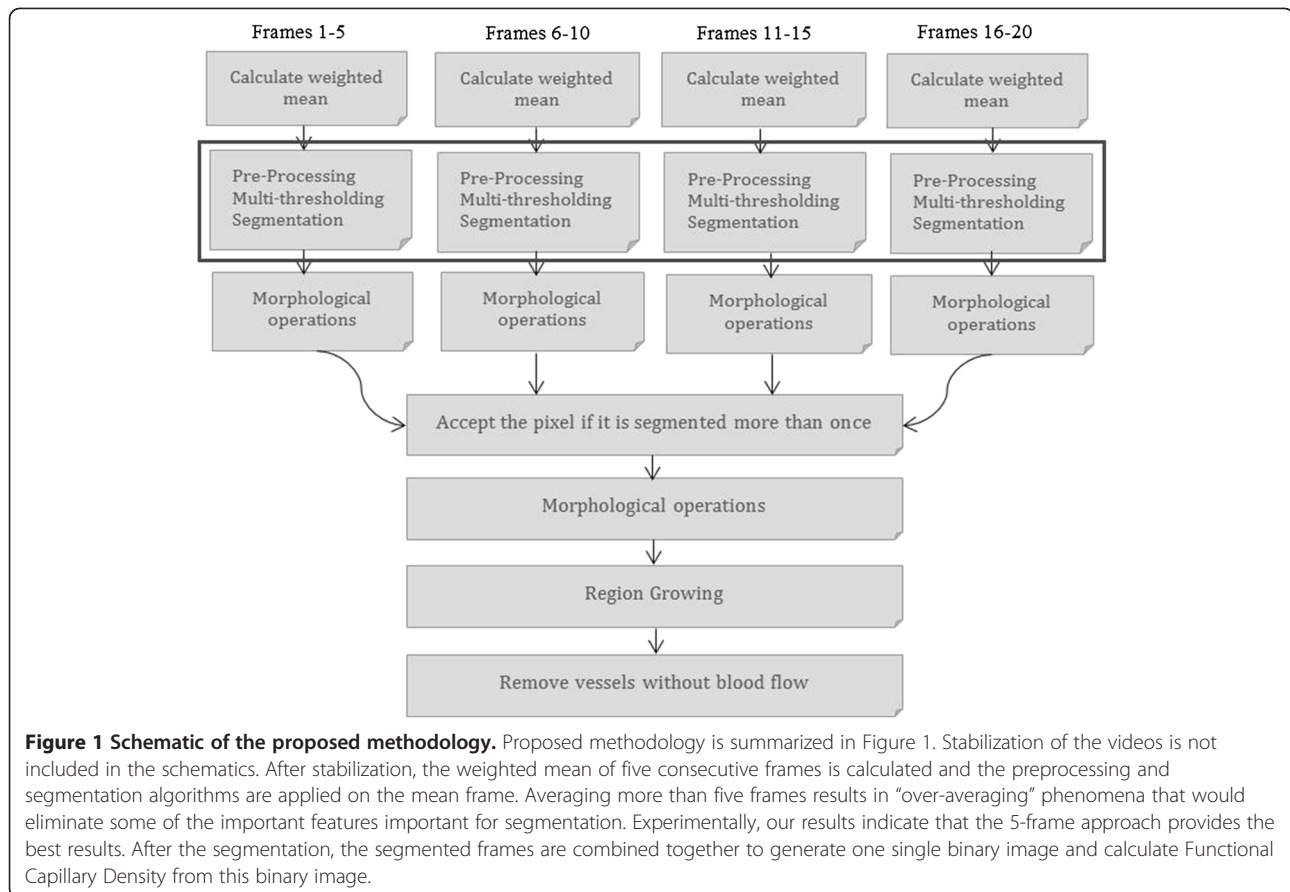 Frames 1-5 Frames 6-10 Frames 11-15 Frames 16-20
Calculate weighted
mean
Calculate weighted
mean
Calculate weighted
mean
Calculate weighted
mean
Pre-Processing
Multi-thresholding
Segmentation
Pre-Processing
Multi-thresholding
Segmentation
Pre-Processing
Multi-thresholding
Segmentation
Pre-Processing
Multi-thresholding
Segmentation
Morphological
operations
Morphological
operations
Morphological
operations
Morphological
operations
Accept the pixel if it is segmented more than once
Morphological operations
Region Growing
Remove vessels without blood flow
Figure 1 Schematic of the proposed methodology. Proposed methodology is summarized in Figure 1. Stabilization of the videos is not
included in the schematics. After stabilization, the weighted mean of five consecutive frames is calculated and the preprocessing and
segmentation algorithms are applied on the mean frame. Averaging more than five frames results in “over-averaging” phenomena that would
eliminate some of the important features important for segmentation. Experimentally, our results indicate that the 5-frame approach provides the
best results. After the segmentation, the segmented frames are combined together to generate one single binary image and calculate Functional
Capillary Density from this binary image.